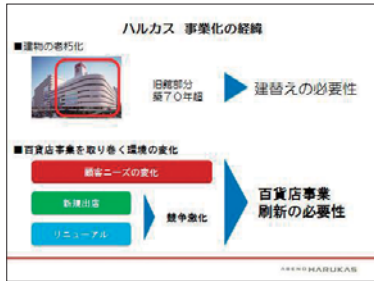 ハルカス 事業化の経緯
■建物の老朽化
旧館部分
築70年超
建替えの必要性
■百貨店事業を取り巻く環境の変化
顧客ニーズの変化
新規出店
リニューアル
競争激化
百貨店事業
刷新の必要性
ABENO HARUKAS